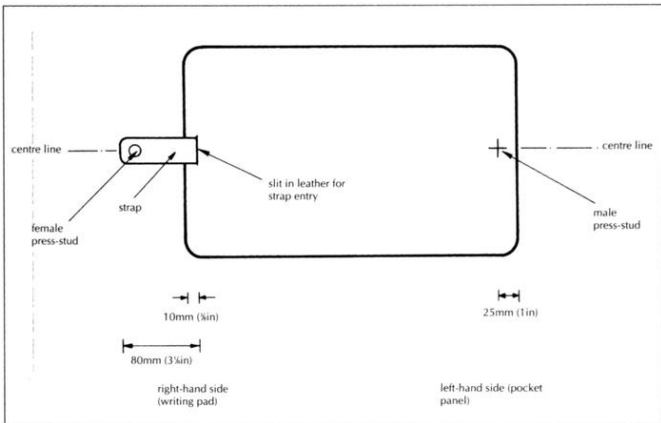 centre line
centre line
slit in leather for
strap entry
strap
female
press-stud
male
press-stud
10mm (⅜in)
25mm (1in)
80mm (3⅛in)
right-hand side
(writing pad)
left-hand side (pocket
panel)